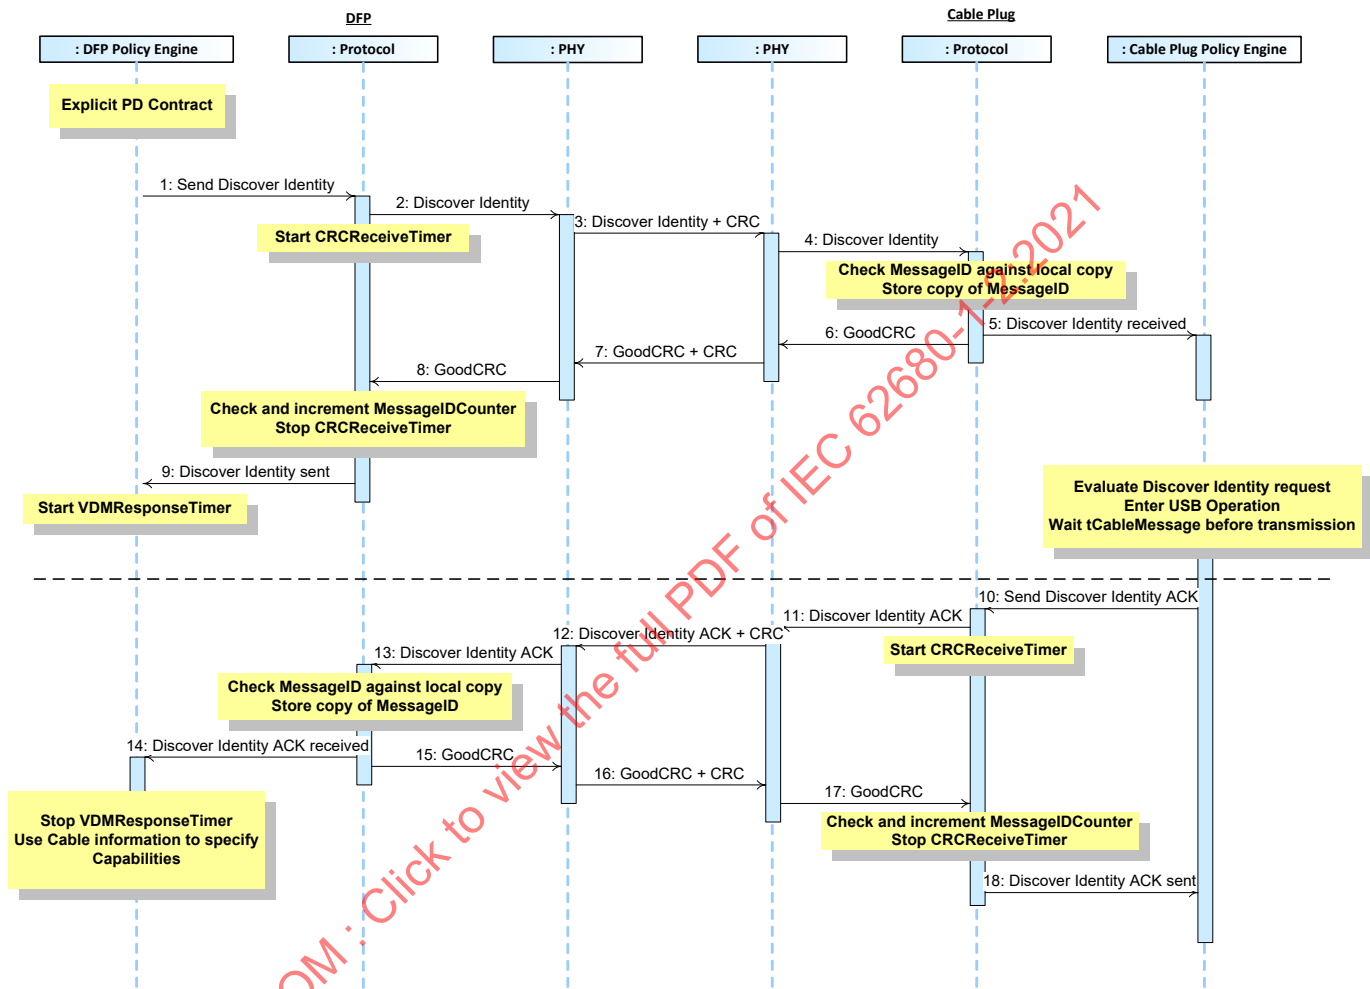 DFP
Cable Plug
: DFP Policy Engine
: Protocol
: PHY
: PHY
: Protocol
: Cable Plug Policy Engine
Explicit PD Contract
1: Send Discover Identity
2: Discover Identity
Start CRCReceiveTimer
3: Discover Identity + CRC
4: Discover Identity
Check MessageID against local copy
Store copy of MessageID
5: Discover Identity received
6: GoodCRC
7: GoodCRC + CRC
8: GoodCRC
Check and increment MessageIDCounter
Stop CRCReceiveTimer
9: Discover Identity sent
Start VDMResponseTimer
Evaluate Discover Identity request
Enter USB Operation
Wait tCableMessage before transmission
10: Send Discover Identity ACK
11: Discover Identity ACK
Start CRCReceiveTimer
12: Discover Identity ACK + CRC
13: Discover Identity ACK
Check MessageID against local copy
Store copy of MessageID
14: Discover Identity ACK received
15: GoodCRC
16: GoodCRC + CRC
17: GoodCRC
Stop VDMResponseTimer
Use Cable information to specify
Capabilities
Check and increment MessageIDCounter
Stop CRCReceiveTimer
18: Discover Identity ACK sent
OM : Click to view the full PDF of IEC 62680-1-2:2021